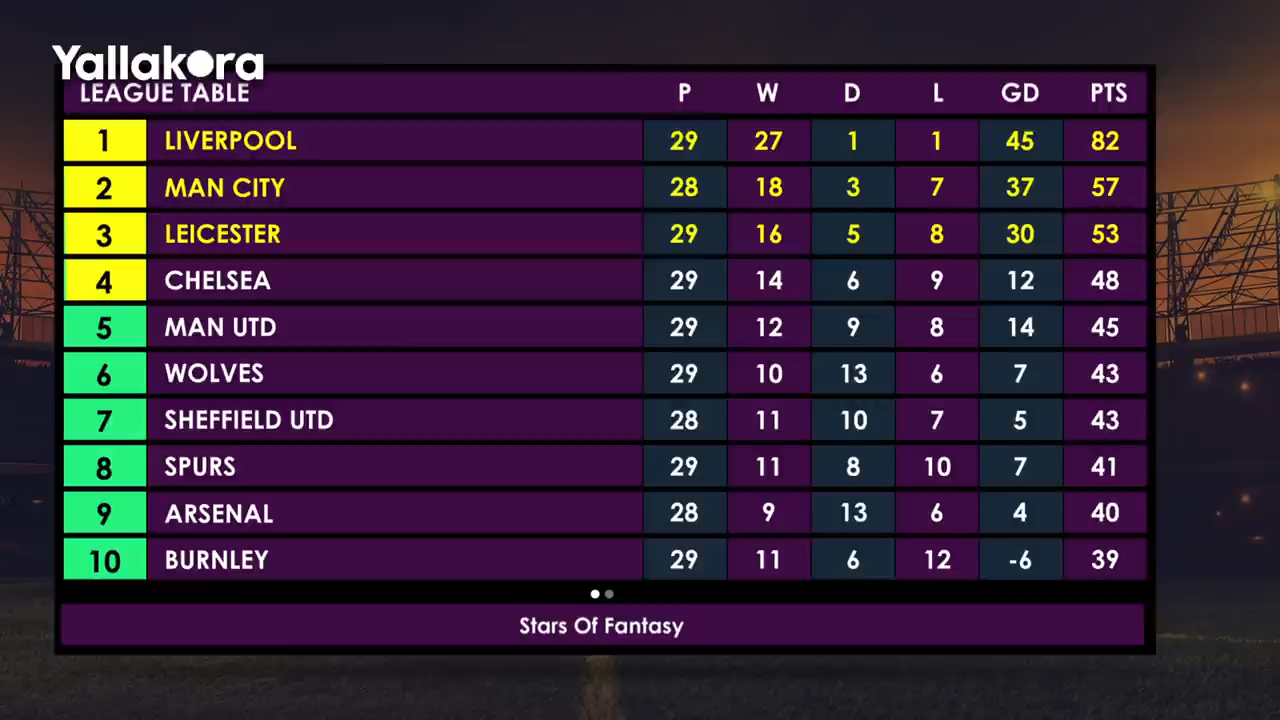 Yallakora
LEAGUE TABLE P W D L GD PTS
1 LIVERPOOL 29 27 1 1 45 82
2 MAN CITY 28 18 3 7 37 57
3 LEICESTER 29 16 5 8 30 53
4 CHELSEA 29 14 6 9 12 48
5 MAN UTD 29 12 9 8 14 45
6 WOLVES 29 10 13 6 7 43
7 SHEFFIELD UTD 28 11 10 7 5 43
8 SPURS 29 11 8 10 7 41
9 ARSENAL 28 9 13 6 4 40
10 BURNLEY 29 11 6 12 -6 39
Stars Of Fantasy